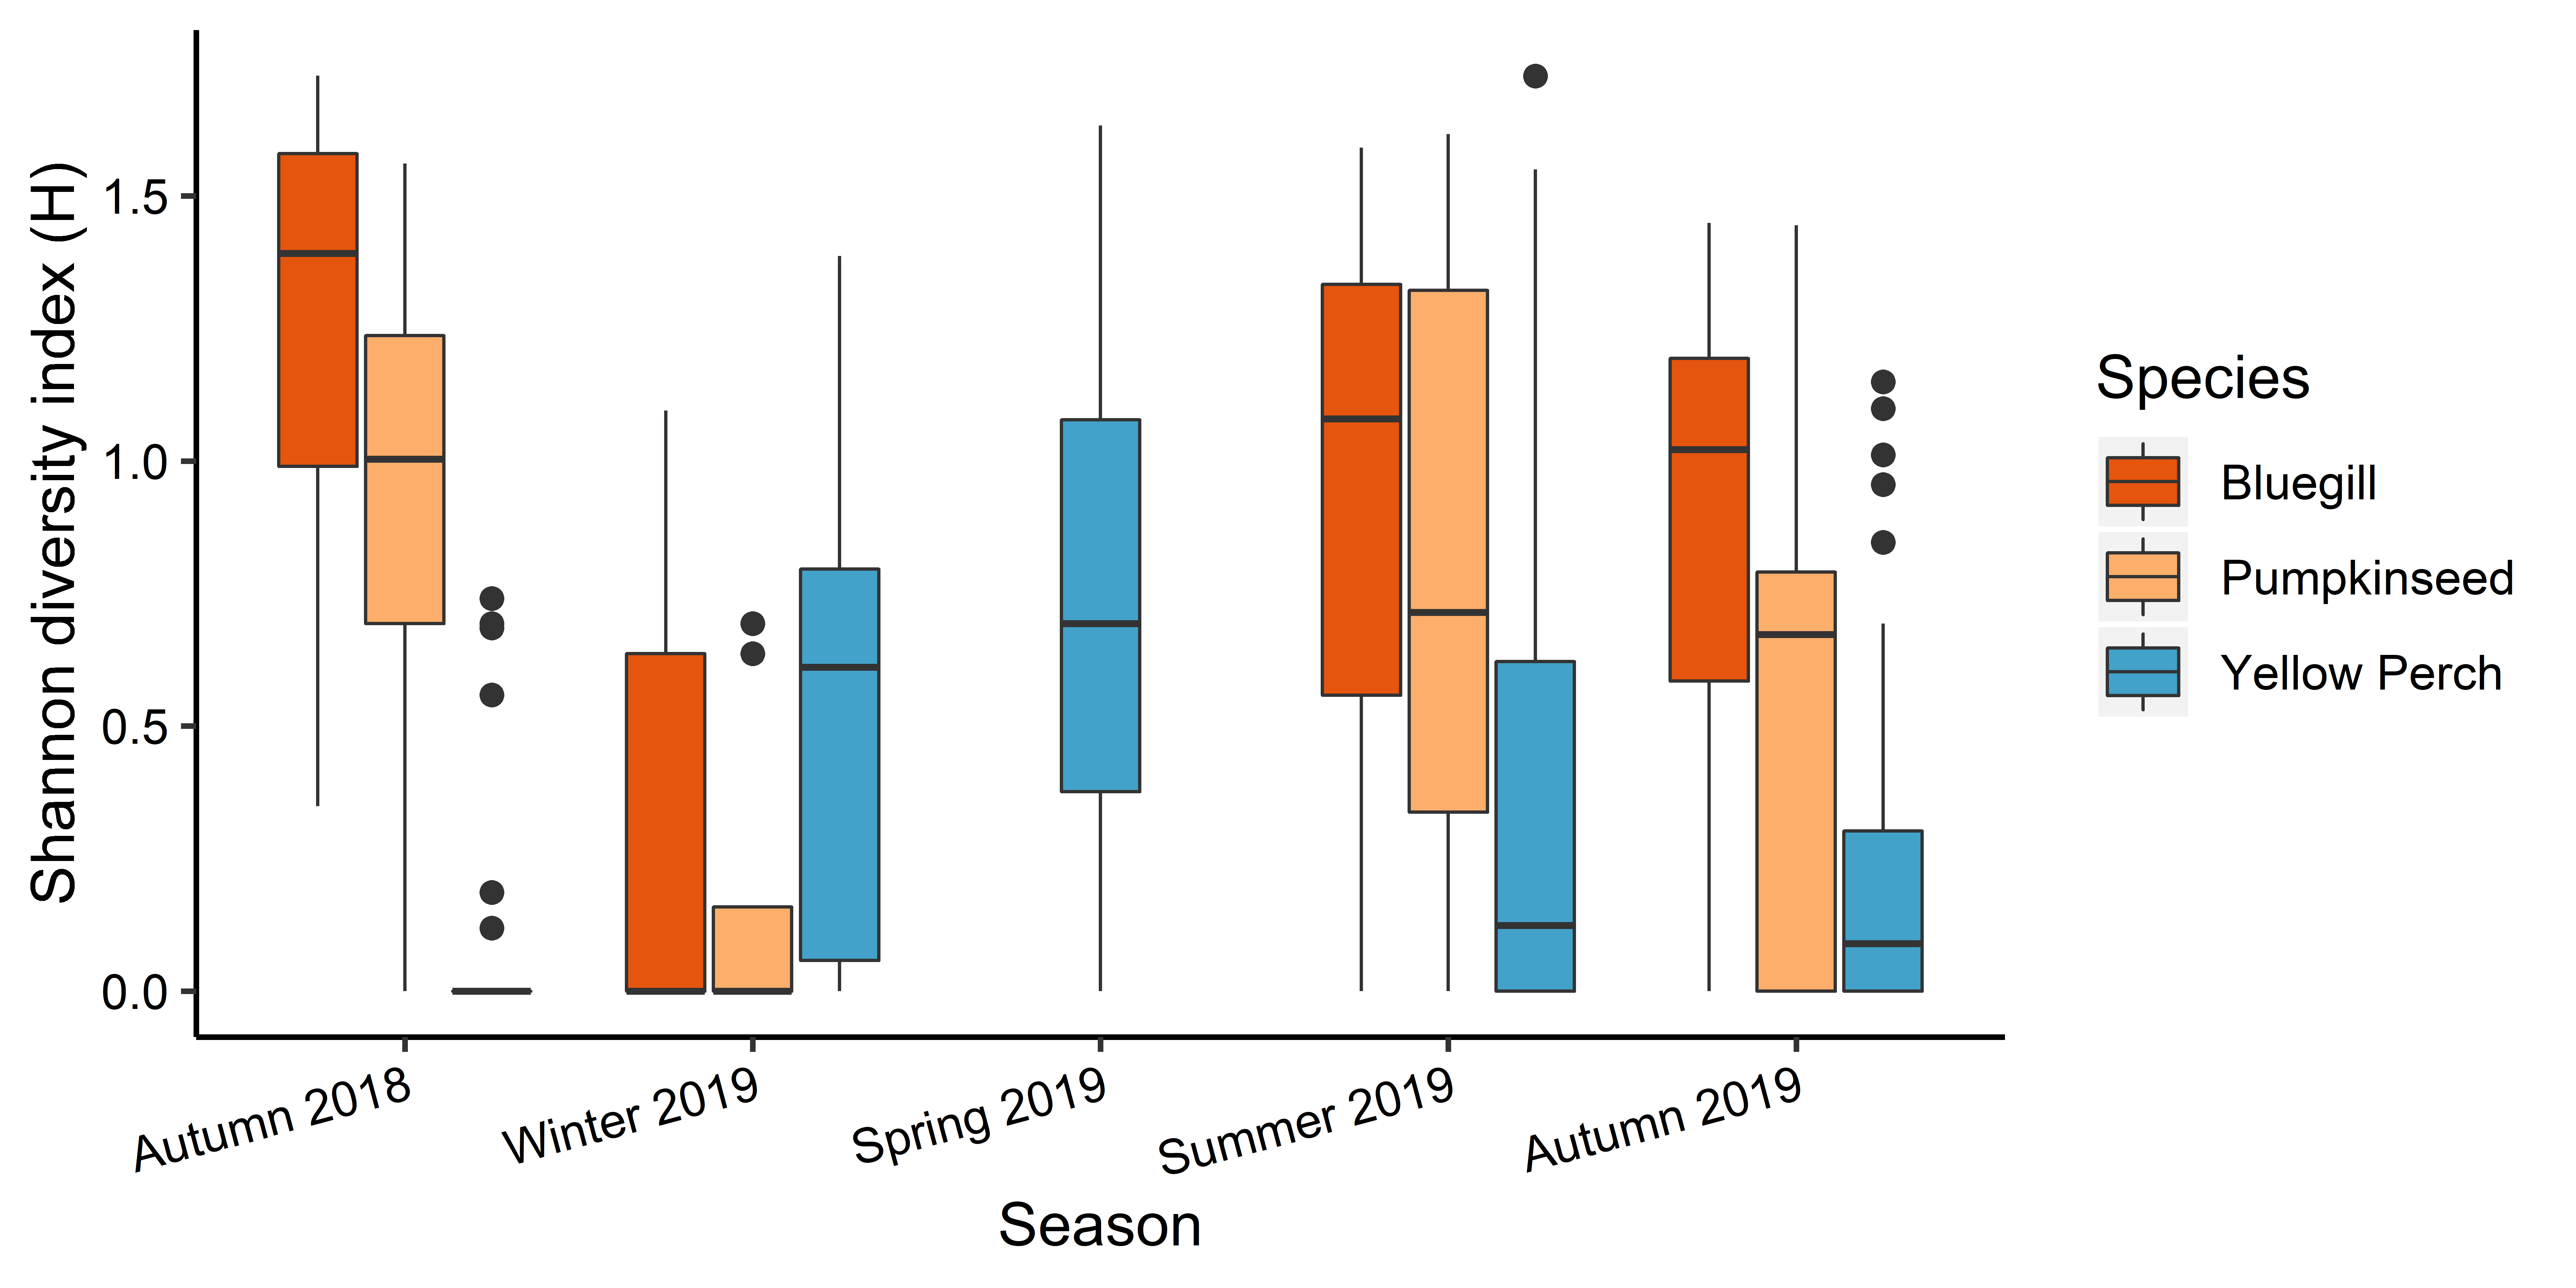 Shannon diversity index (H)
1.5
1.0
0.5
0.0
Autumn 2018
Winter 2019
Spring 2019
Summer 2019
Autumn 2019
Season
Species
Bluegill
Pumpkinseed
Yellow Perch